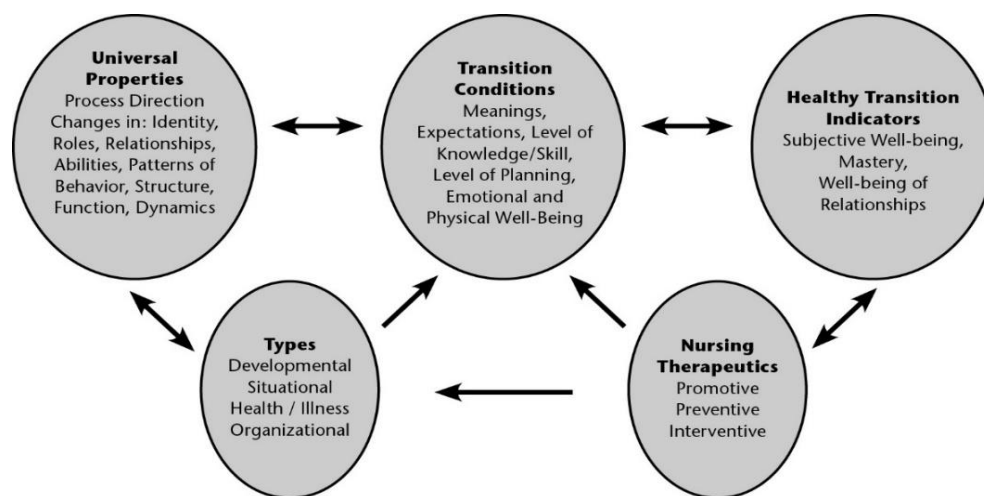 Universal
Properties
Process Direction
Changes in: Identity,
Roles, Relationships,
Abilities, Patterns of
Behavior, Structure,
Function, Dynamics
Transition
Conditions
Meanings,
Expectations, Level of
Knowledge/Skill,
Level of Planning,
Emotional and
Physical Well-Being
Healthy Transition
Indicators
Subjective Well-being,
Mastery,
Well-being of
Relationships
Types
Developmental
Situational
Health / Illness
Organizational
Nursing
Therapeutics
Promotive
Preventive
Interventive